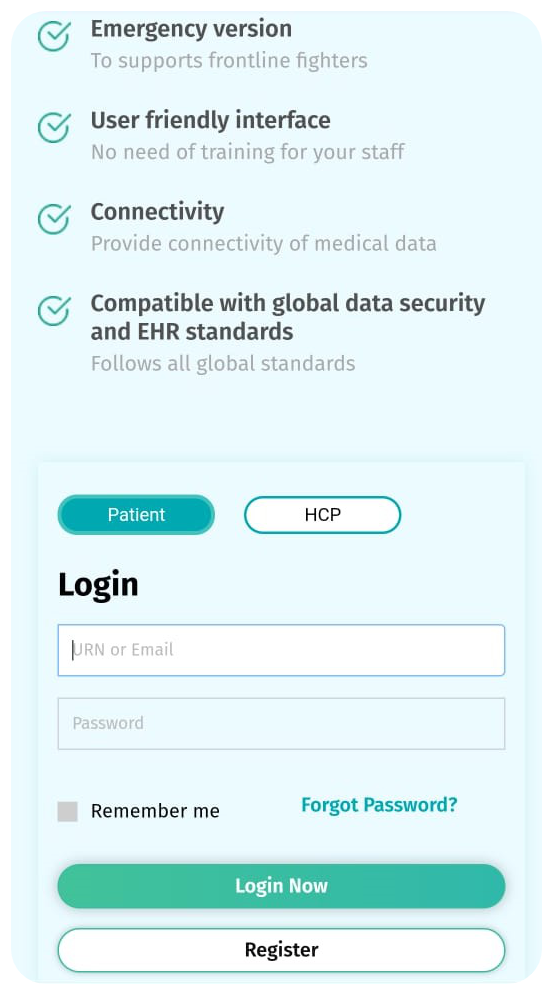 Emergency version
To supports frontline fighters
User friendly interface
No need of training for your staff
Connectivity
Provide connectivity of medical data
Compatible with global data security
and EHR standards
Follows all global standards
Patient
HCP
Login
URN or Email
Password
Remember me
Forgot Password?
Login Now
Register